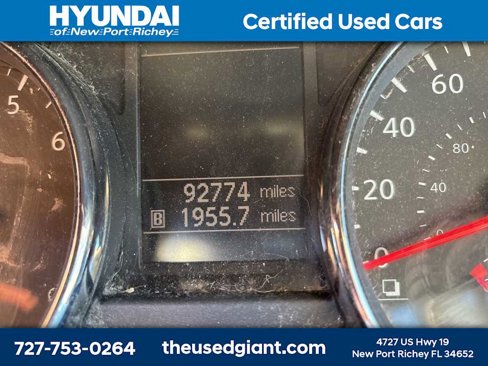 HYUNDAI
of New Port Richey
Certified Used Cars
5
6
60
80
40
40
20
0
92774 miles
B 1955.7 miles
727-753-0264
theusedgiant.com
4727 US Hwy 19
New Port Richey FL 34652